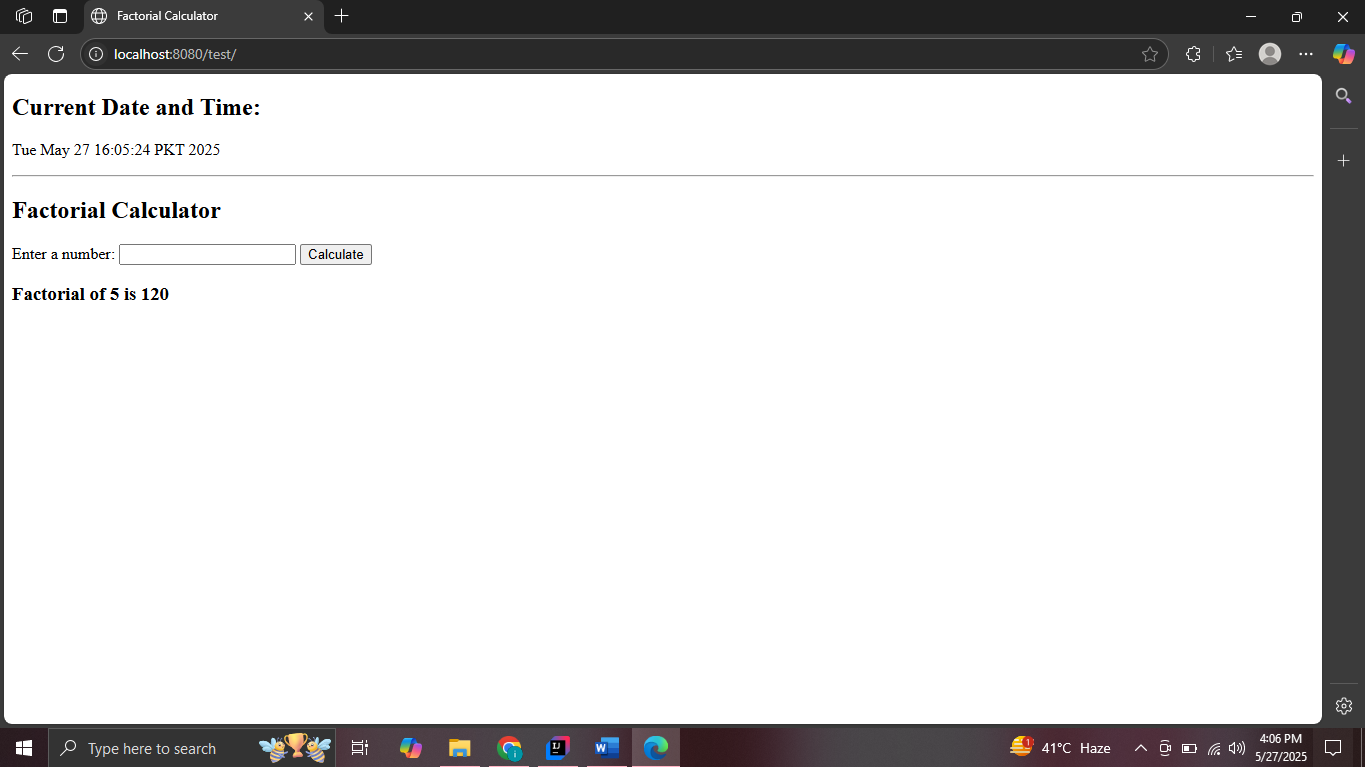 Factorial Calculator
localhost:8080/test/
Current Date and Time:
Tue May 27 16:05:24 PKT 2025
Factorial Calculator
Enter a number: Calculate
Factorial of 5 is 120
Type here to search
1 41°C Haze
4:06 PM
5/27/2025